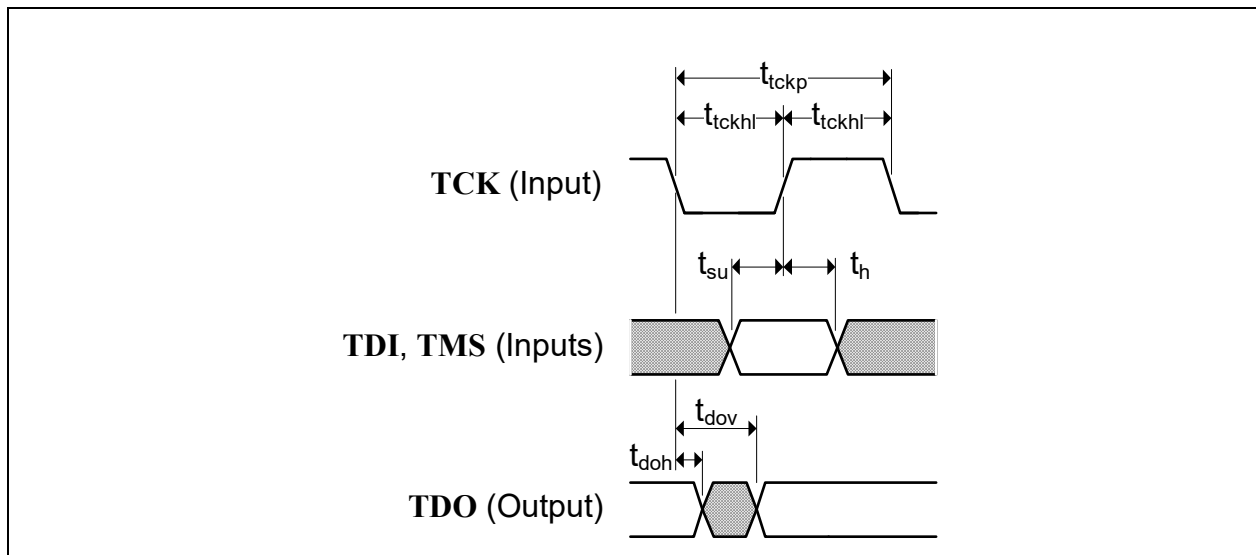 t_tckp
t_tckhl t_tckhl
TCK (Input)
t_su t_h
TDI, TMS (Inputs)
t_dov
t_doh
TDO (Output)